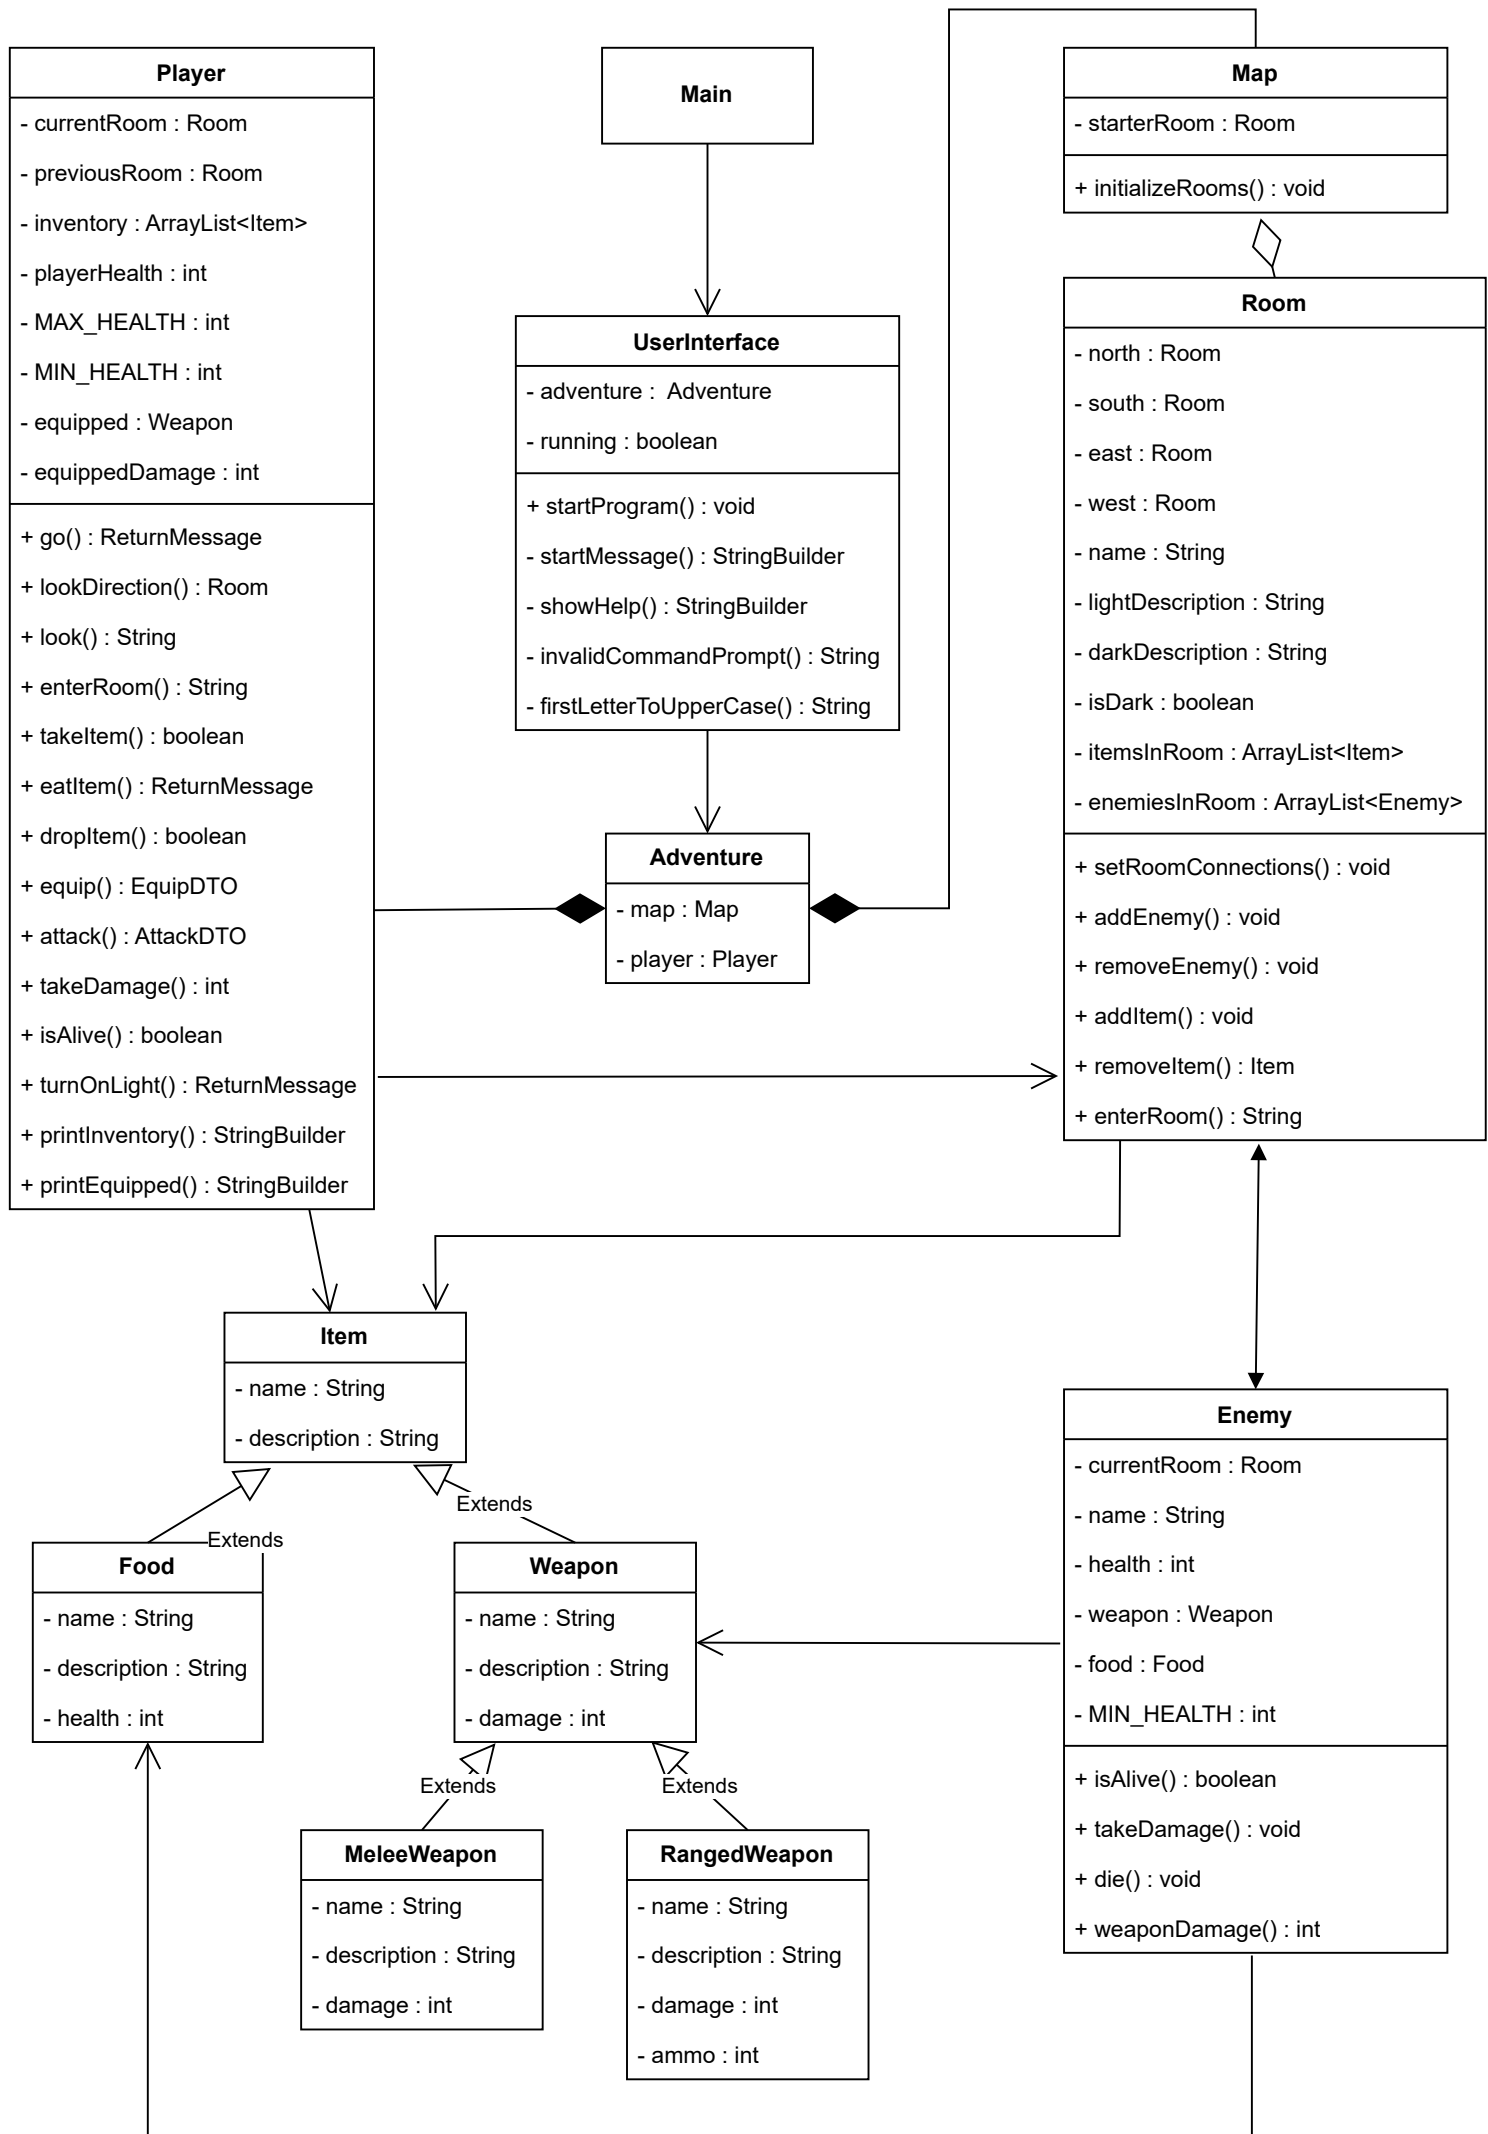 Player
- currentRoom : Room
- previousRoom : Room
- inventory : ArrayList<Item>
- playerHealth : int
- MAX_HEALTH : int
- MIN_HEALTH : int
- equipped : Weapon
- equippedDamage : int
+ go() : ReturnMessage
+ lookDirection() : Room
+ look() : String
+ enterRoom() : String
+ takeItem() : boolean
+ eatItem() : ReturnMessage
+ dropItem() : boolean
+ equip() : EquipDTO
+ attack() : AttackDTO
+ takeDamage() : int
+ isAlive() : boolean
+ turnOnLight() : ReturnMessage
+ printInventory() : StringBuilder
+ printEquipped() : StringBuilder
Main
UserInterface
- adventure :  Adventure
- running : boolean
+ startProgram() : void
- startMessage() : StringBuilder
- showHelp() : StringBuilder
- invalidCommandPrompt() : String
- firstLetterToUpperCase() : String
Adventure
- map : Map
- player : Player
Map
- starterRoom : Room
+ initializeRooms() : void
Room
- north : Room
- south : Room
- east : Room
- west : Room
- name : String
- lightDescription : String
- darkDescription : String
- isDark : boolean
- itemsInRoom : ArrayList<Item>
- enemiesInRoom : ArrayList<Enemy>
+ setRoomConnections() : void
+ addEnemy() : void
+ removeEnemy() : void
+ addItem() : void
+ removeItem() : Item
+ enterRoom() : String
Item
- name : String
- description : String
Extends
Extends
Food
- name : String
- description : String
- health : int
Weapon
- name : String
- description : String
- damage : int
Extends
Extends
MeleeWeapon
- name : String
- description : String
- damage : int
RangedWeapon
- name : String
- description : String
- damage : int
- ammo : int
Enemy
- currentRoom : Room
- name : String
- health : int
- weapon : Weapon
- food : Food
- MIN_HEALTH : int
+ isAlive() : boolean
+ takeDamage() : void
+ die() : void
+ weaponDamage() : int